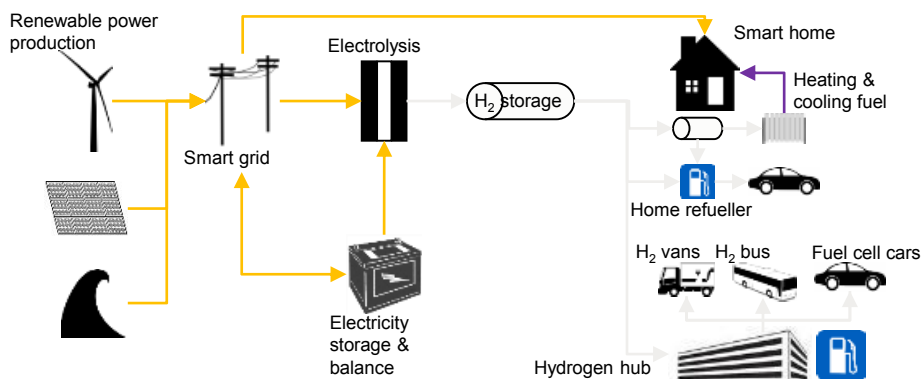 Renewable power
production
Electrolysis
Smart home
Heating &
cooling fuel
H₂ storage
Smart grid
Home refueller
H₂ vans H₂ bus Fuel cell cars
Electricity
storage &
balance
Hydrogen hub